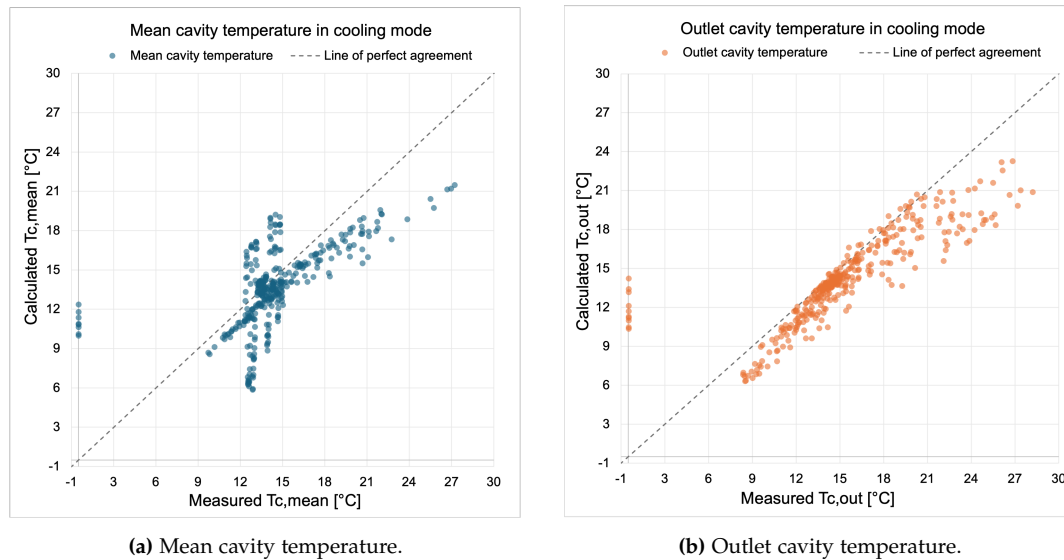 Mean cavity temperature in cooling mode
Mean cavity temperature Line of perfect agreement
30
27
24
21
18
15
12
9
6
3
-1
Calculated Tc,mean [°C]
-1 3 6 9 12 15 18 21 24 27 30
Measured Tc,mean [°C]
(a) Mean cavity temperature.
Outlet cavity temperature in cooling mode
Outlet cavity temperature Line of perfect agreement
30
27
24
21
18
15
12
9
6
3
-1
Calculated Tc,out [°C]
-1 3 6 9 12 15 18 21 24 27 30
Measured Tc,out [°C]
(b) Outlet cavity temperature.